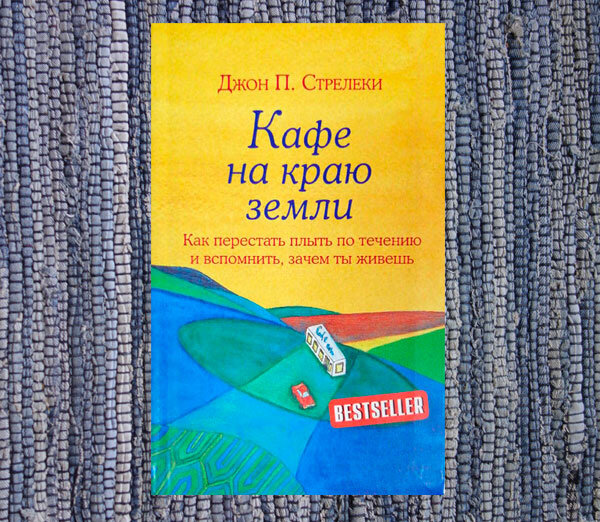 Джон П. Стрелеки
Кафе
на краю
земли
Как перестать плыть по течению
и вспомнить, зачем ты живешь
BESTSELLER